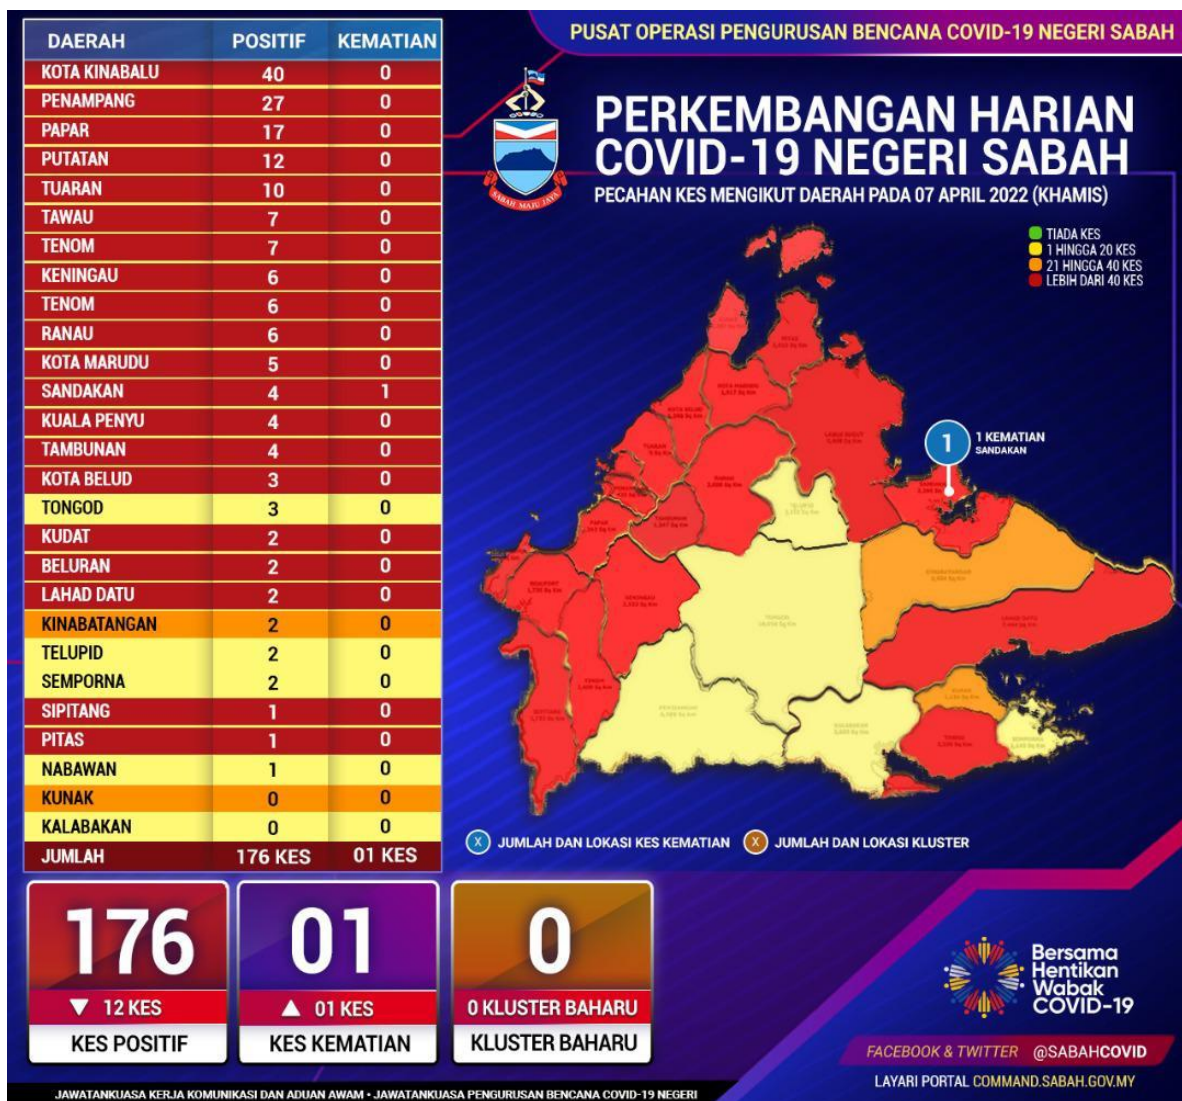 PUSAT OPERASI PENGURUSAN BENCANA COVID-19 NEGERI SABAH
PERKEMBANGAN HARIAN
COVID-19 NEGERI SABAH
PECAHAN KES MENGIKUT DAERAH PADA 07 APRIL 2022 (KHAMIS)
SABAH MAJU JAYA
DAERAH POSITIF KEMATIAN
KOTA KINABALU 40 0
PENAMPANG 27 0
PAPAR 17 0
PUTATAN 12 0
TUARAN 10 0
TAWAU 7 0
TENOM 7 0
KENINGAU 6 0
TENOM 6 0
RANAU 6 0
KOTA MARUDU 5 0
SANDAKAN 4 1
KUALA PENYU 4 0
TAMBUNAN 4 0
KOTA BELUD 3 0
TONGOD 3 0
KUDAT 2 0
BELURAN 2 0
LAHAD DATU 2 0
KINABATANGAN 2 0
TELUPID 2 0
SEMPORNA 2 0
SIPITANG 1 0
PITAS 1 0
NABAWAN 1 0
KUNAK 0 0
KALABAKAN 0 0
JUMLAH 176 KES 01 KES
TIADA KES
1 HINGGA 20 KES
21 HINGGA 40 KES
LEBIH DARI 40 KES
1
1 KEMATIAN
SANDAKAN
X JUMLAH DAN LOKASI KES KEMATIAN
X JUMLAH DAN LOKASI KLUSTER
176
▼ 12 KES
KES POSITIF
01
▲ 01 KES
KES KEMATIAN
0
0 KLUSTER BAHARU
KLUSTER BAHARU
Bersama
Hentikan
Wabak
COVID-19
FACEBOOK & TWITTER @SABAHCOVID
LAYARI PORTAL COMMAND.SABAH.GOV.MY
JAWATANKUASA KERJA KOMUNIKASI DAN ADUAN AWAM • JAWATANKUASA PENGURUSAN BENCANA COVID-19 NEGERI